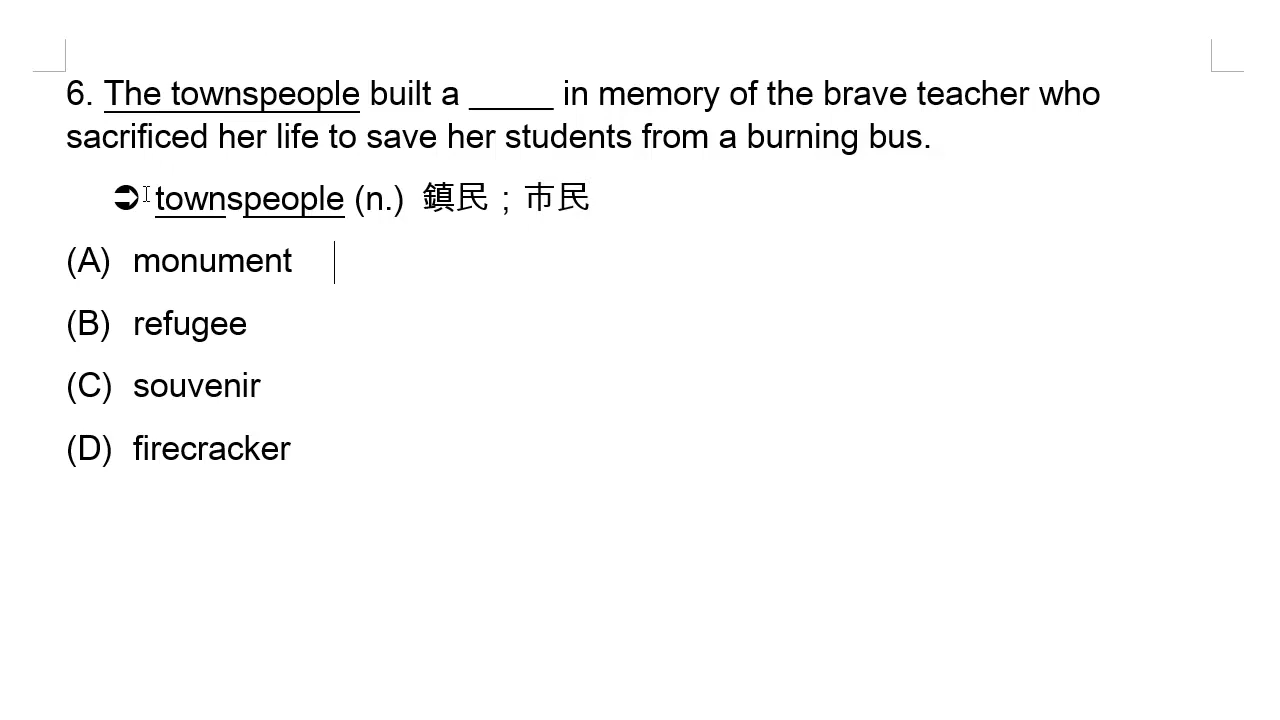 6. The townspeople built a _____ in memory of the brave teacher who
sacrificed her life to save her students from a burning bus.
➲ townspeople (n.) 鎮民；市民
(A) monument
(B) refugee
(C) souvenir
(D) firecracker